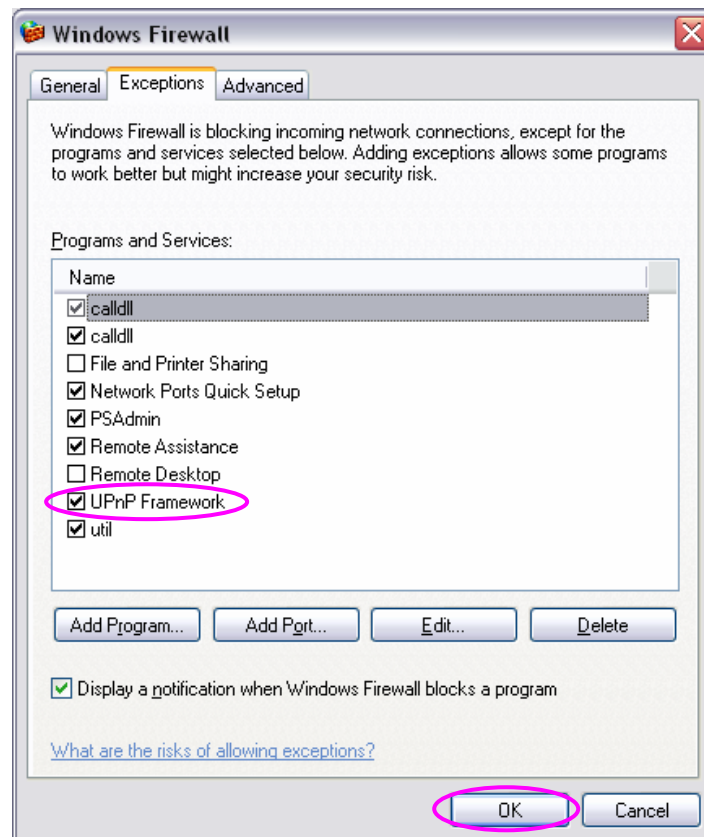 Windows Firewall
General Exceptions Advanced
Windows Firewall is blocking incoming network connections, except for the
programs and services selected below. Adding exceptions allows some programs
to work better but might increase your security risk.
Programs and Services:
Name
calldll
calldll
File and Printer Sharing
Network Ports Quick Setup
PSAdmin
Remote Assistance
Remote Desktop
UPnP Framework
util
Add Program... Add Port... Edit... Delete
Display a notification when Windows Firewall blocks a program
What are the risks of allowing exceptions?
OK Cancel